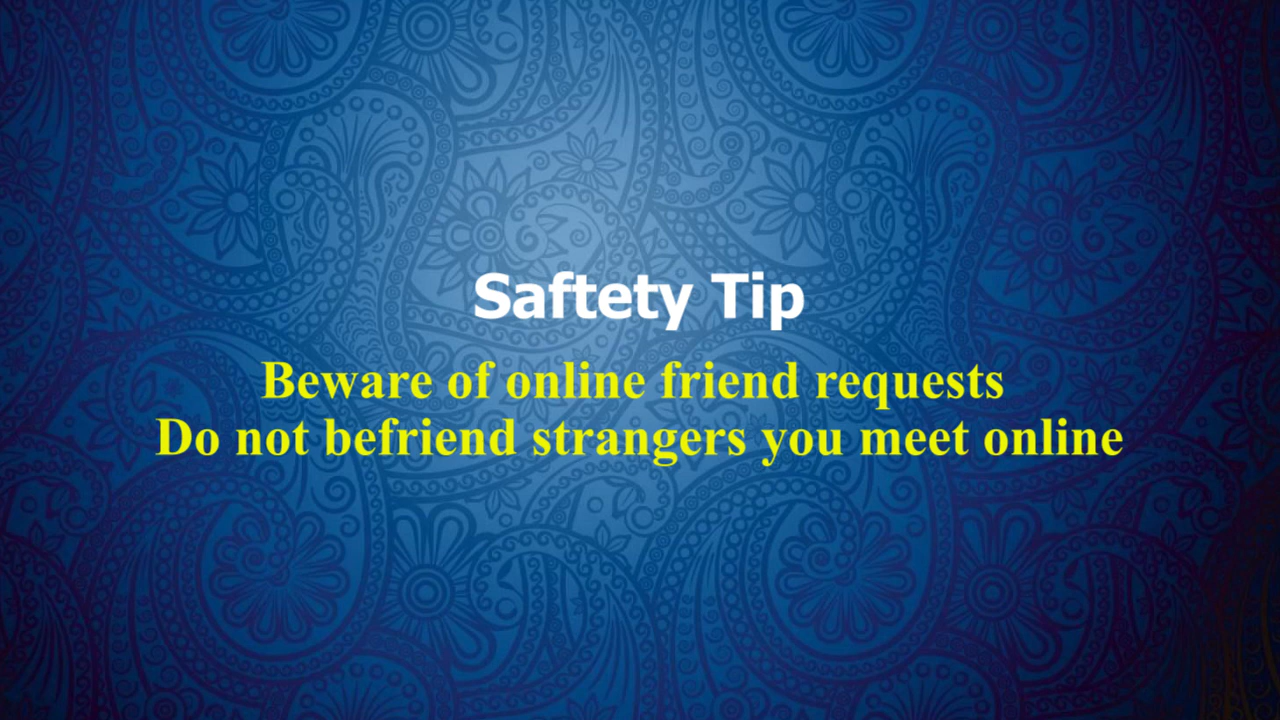 Saftety Tip
Beware of online friend requests
Do not befriend strangers you meet online